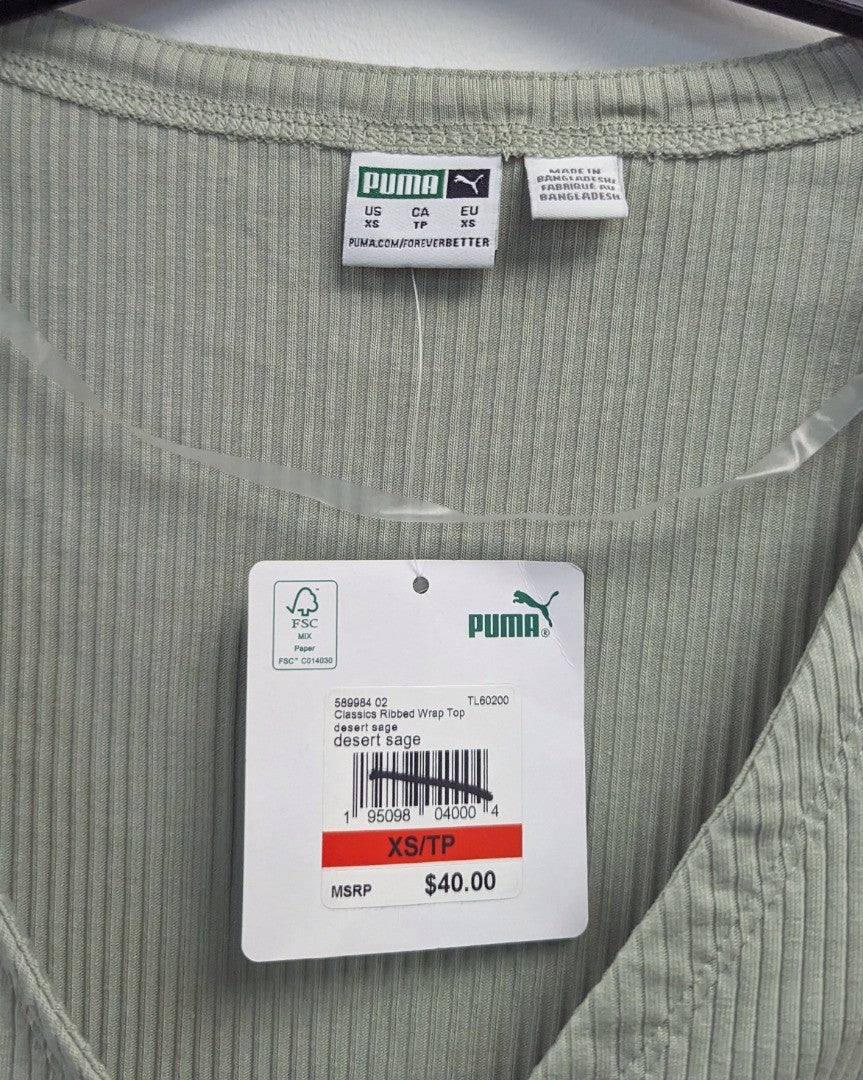 PUMA
US CA EU
XS TP XS
PUMA.COM/FOREVERBETTER
MADE IN
BANGLADESH/
FABRIQUÉ AU
BANGLADESH
FSC
MIX
Paper
FSC™ C014030
PUMA®
589984 02 TL60200
Classics Ribbed Wrap Top
desert sage
desert sage
1 95098 04000 4
XS/TP
MSRP $40.00